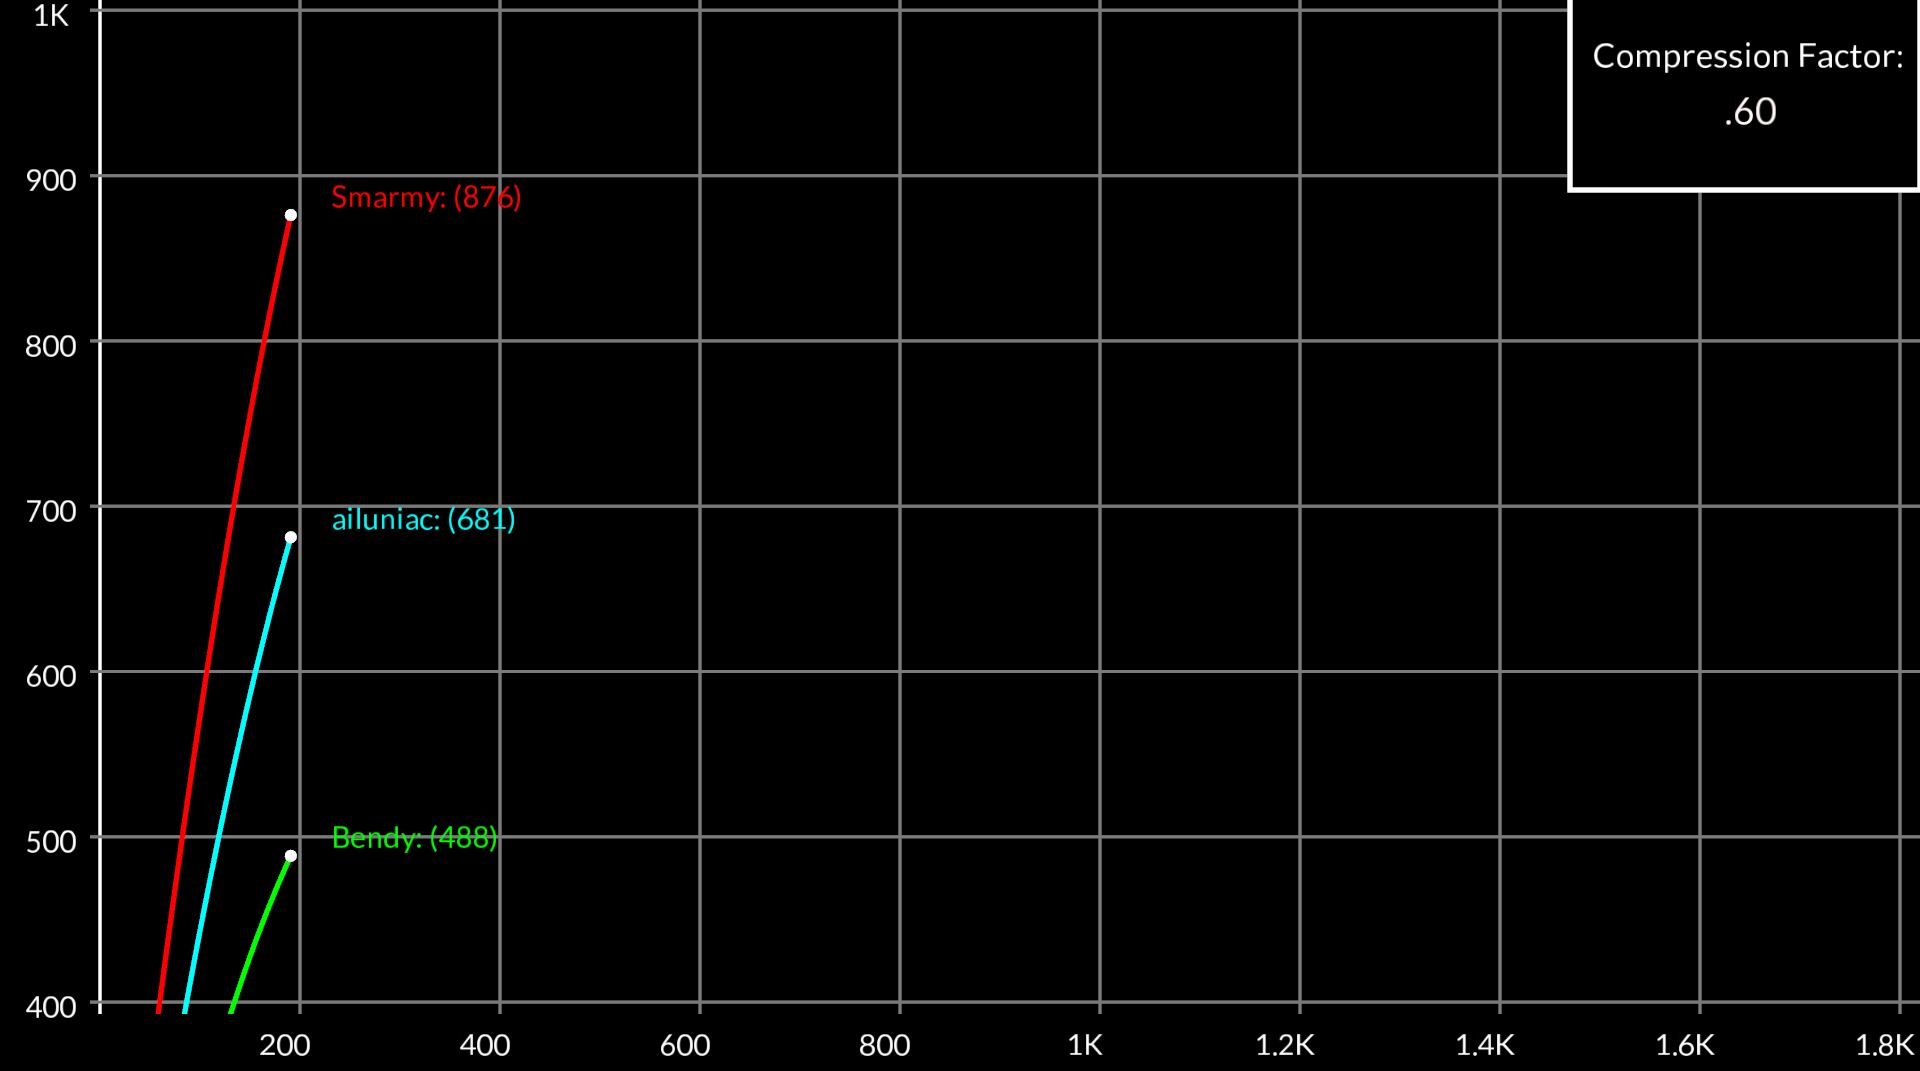 1K
Compression Factor:
.60
900
Smarmy: (876)
800
700
ailuniac: (681)
600
500
Bendy: (488)
400
200 400 600 800 1K 1.2K 1.4K 1.6K 1.8K